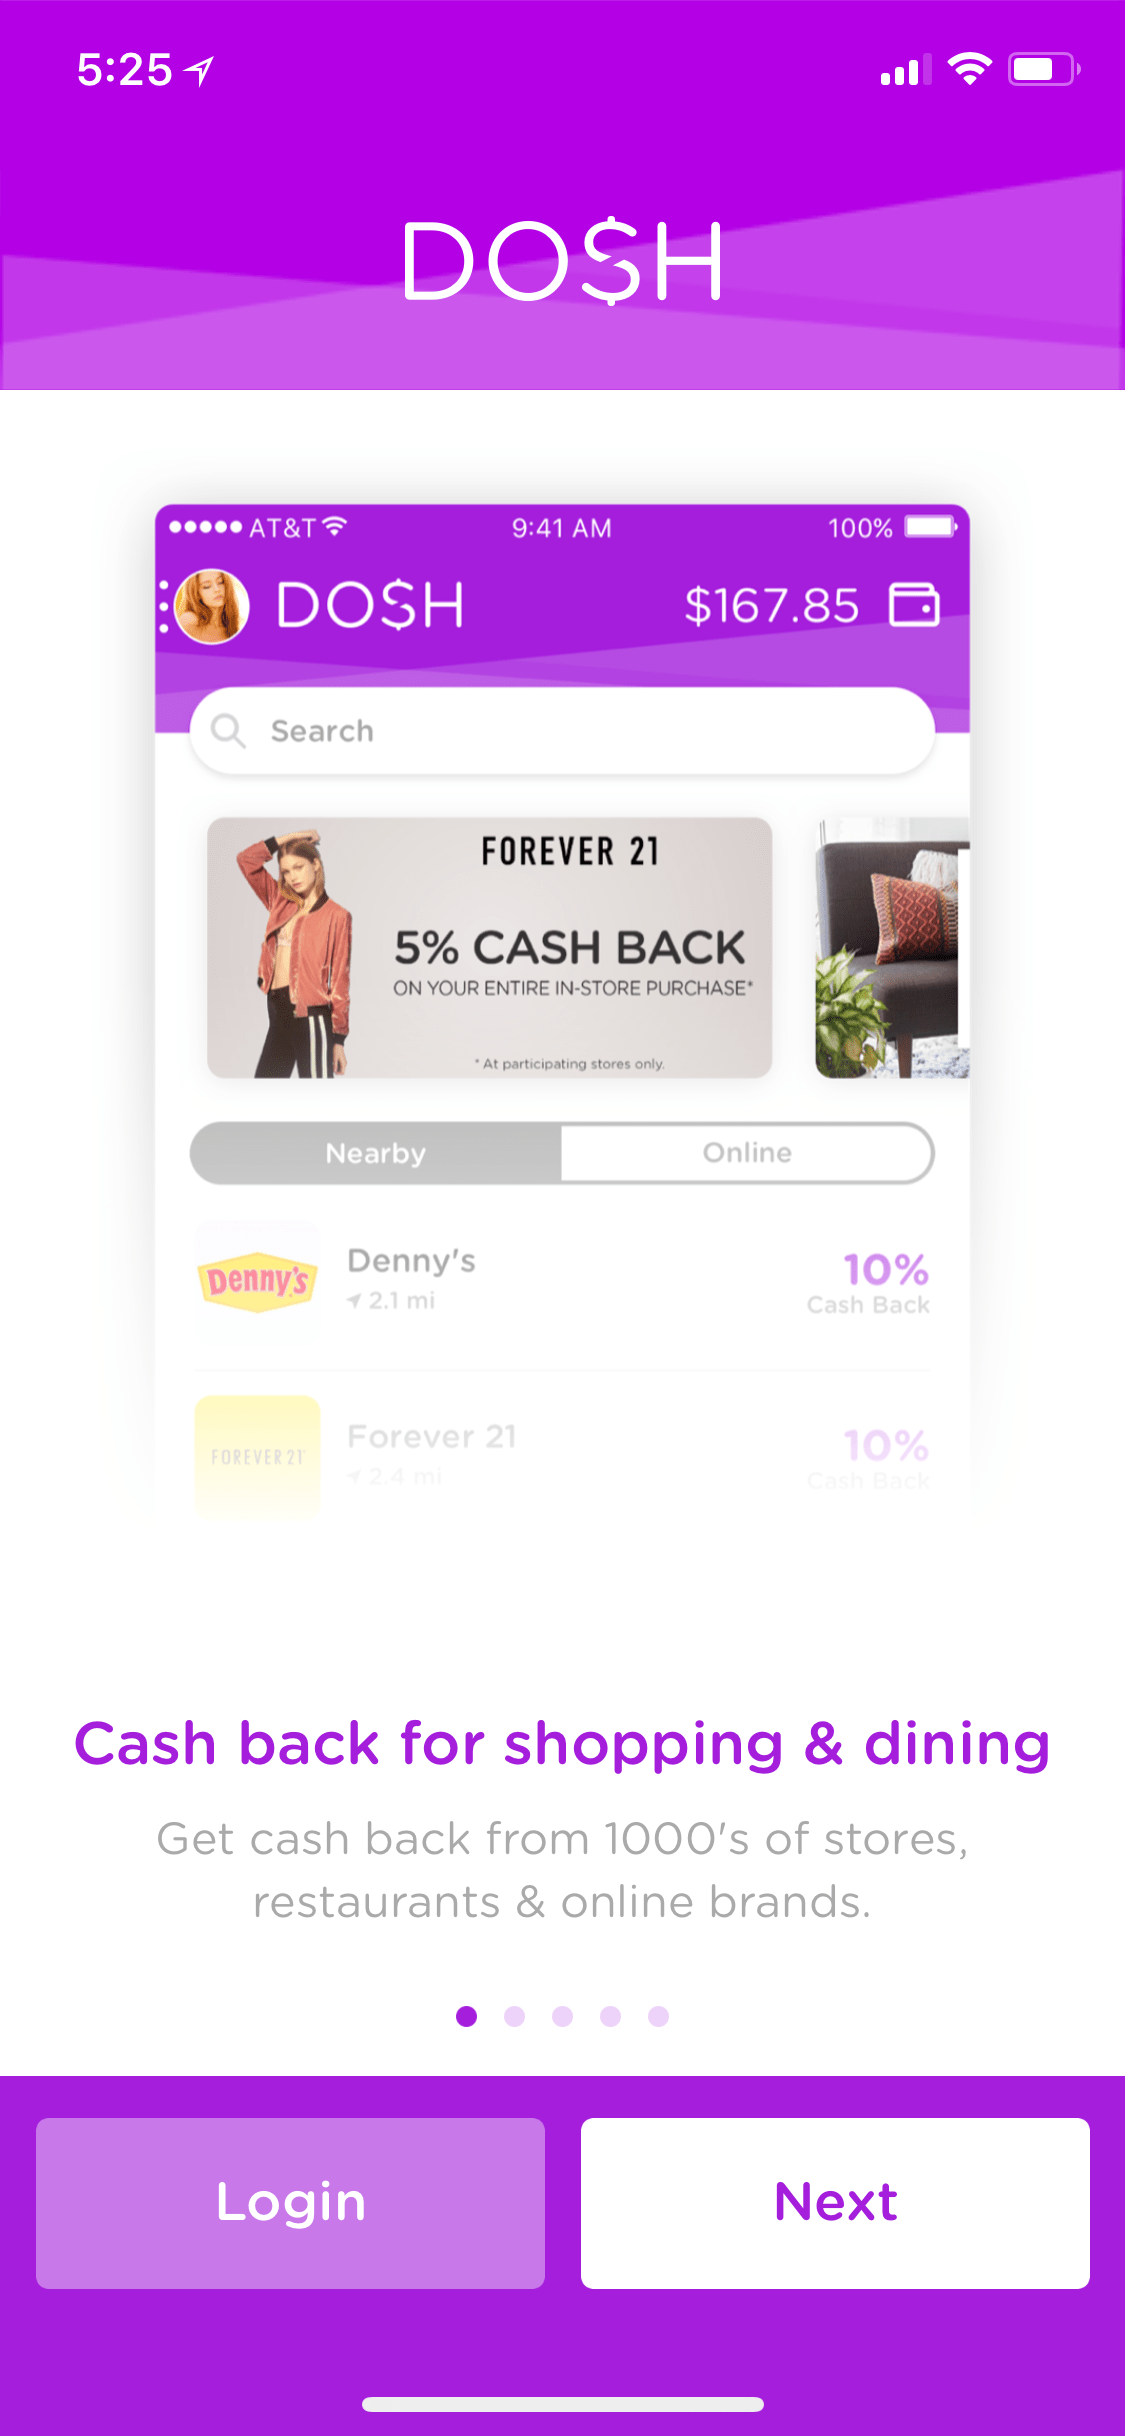 5:25
DOSH
AT&T 9:41 AM 100%
DOSH $167.85
Search
FOREVER 21
5% CASH BACK
ON YOUR ENTIRE IN-STORE PURCHASE*
* At participating stores only.
Nearby Online
Denny's
Denny's
2.1 mi
10%
Cash Back
FOREVER 21
Forever 21
2.4 mi
10%
Cash Back
Cash back for shopping & dining
Get cash back from 1000's of stores,
restaurants & online brands.
Login Next